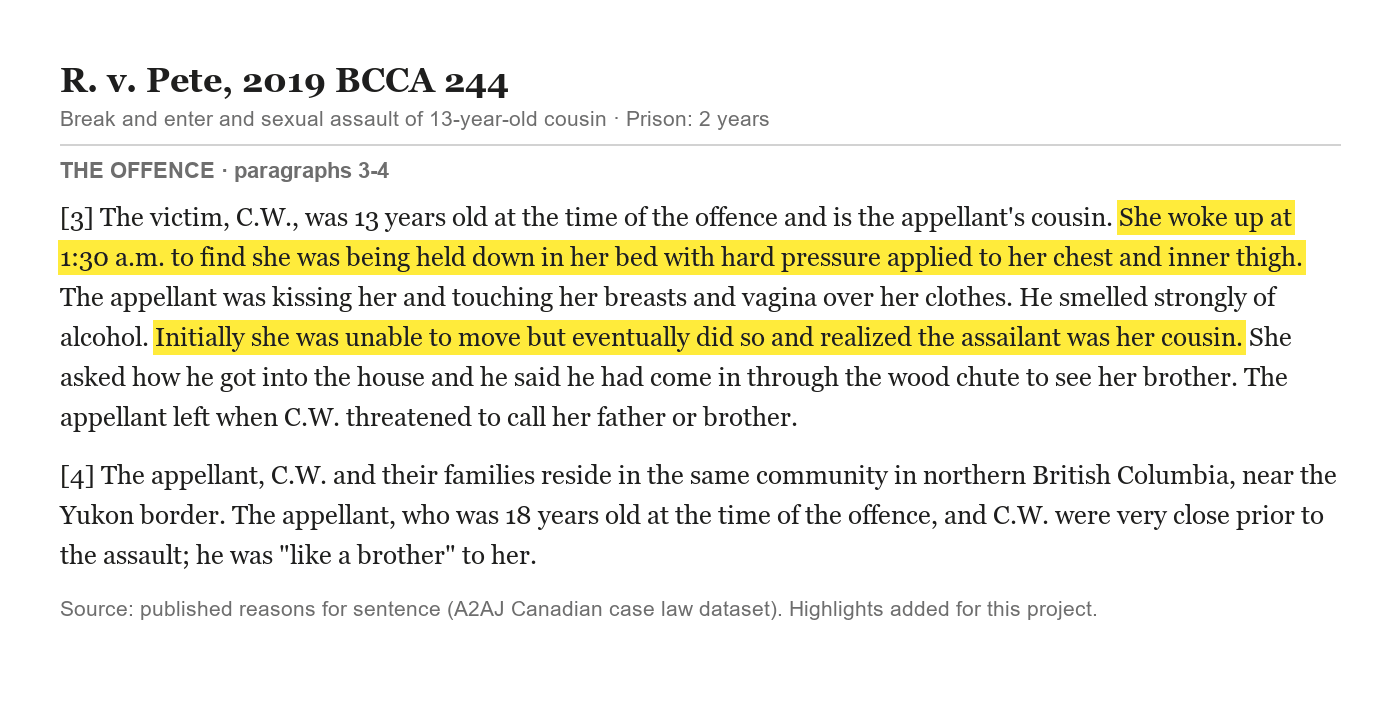 R. v. Pete, 2019 BCCA 244
Break and enter and sexual assault of 13-year-old cousin · Prison: 2 years
THE OFFENCE · paragraphs 3-4
[3] The victim, C.W., was 13 years old at the time of the offence and is the appellant's cousin. She woke up at
1:30 a.m. to find she was being held down in her bed with hard pressure applied to her chest and inner thigh.
The appellant was kissing her and touching her breasts and vagina over her clothes. He smelled strongly of
alcohol. Initially she was unable to move but eventually did so and realized the assailant was her cousin. She
asked how he got into the house and he said he had come in through the wood chute to see her brother. The
appellant left when C.W. threatened to call her father or brother.
[4] The appellant, C.W. and their families reside in the same community in northern British Columbia, near the
Yukon border. The appellant, who was 18 years old at the time of the offence, and C.W. were very close prior to
the assault; he was "like a brother" to her.
Source: published reasons for sentence (A2AJ Canadian case law dataset). Highlights added for this project.